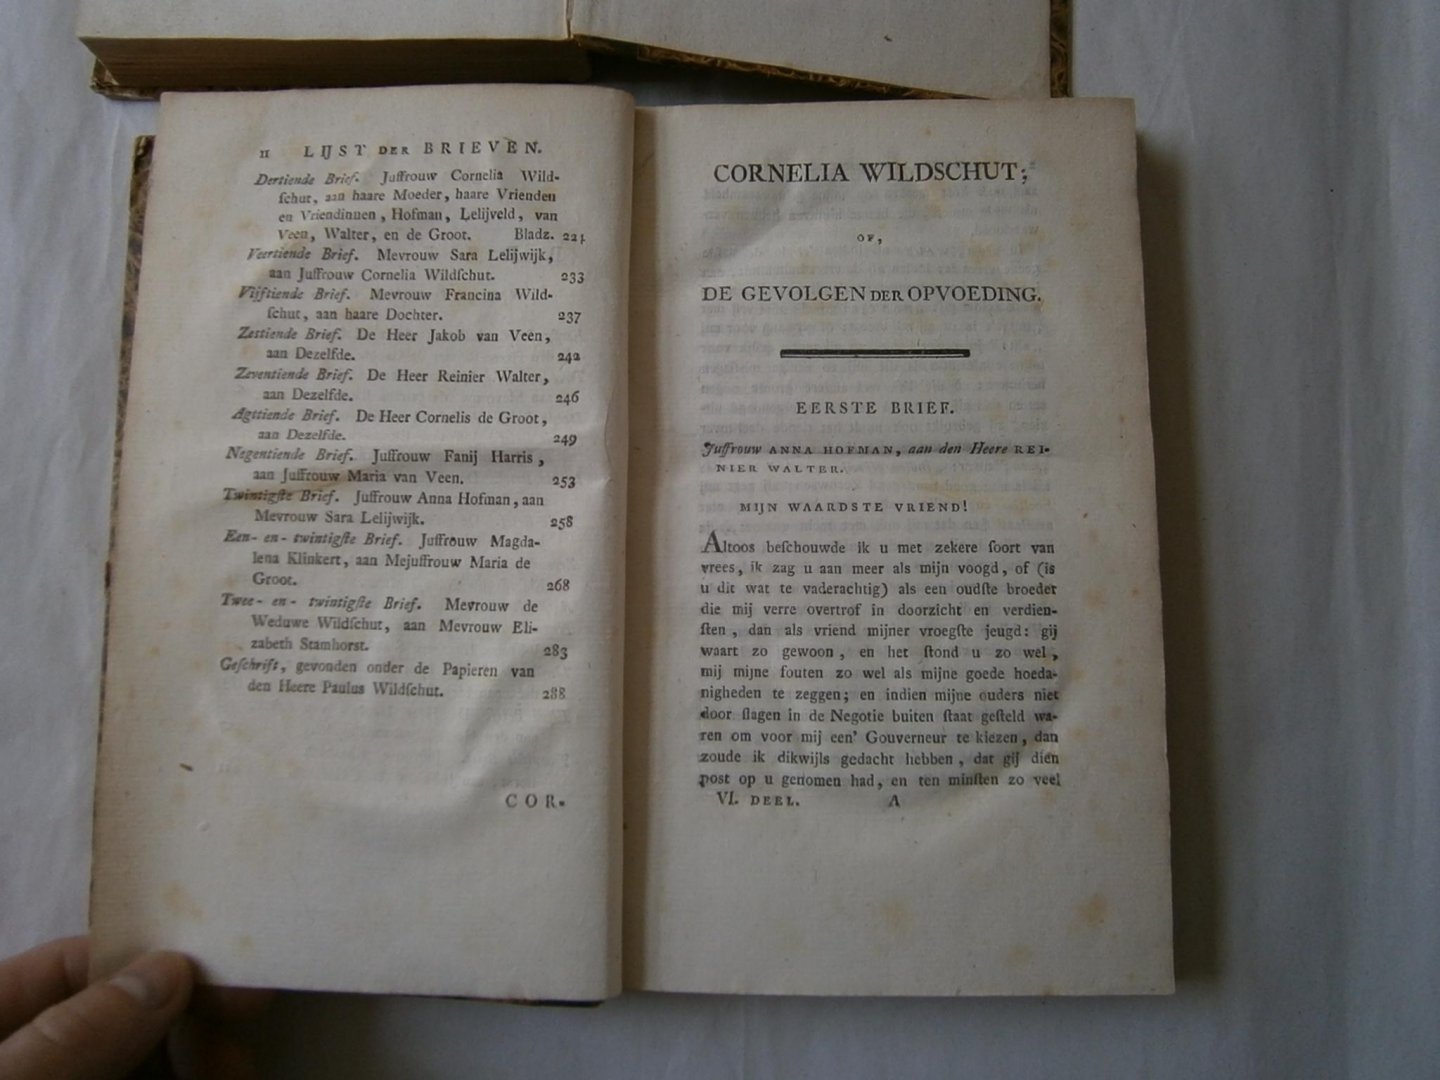 II LIJST DER BRIEVEN.
Dertiende Brief. Juffrouw Cornelia Wild-
ſchut, aan haare Moeder, haare Vrienden
en Vriendinnen, Hofman, Lelijveld, van
Veen, Walter, en de Groot. Bladz. 221
Veertiende Brief. Mevrouw Sara Lelijwijk,
aan Juffrouw Cornelia Wildſchut. 233
Vijftiende Brief. Mevrouw Francina Wild-
ſchut, aan haare Dochter. 237
Zestiende Brief. De Heer Jakob van Veen,
aan Dezelfde. 242
Zeventiende Brief. De Heer Reinier Walter,
aan Dezelfde. 246
Agttiende Brief. De Heer Cornelis de Groot,
aan Dezelfde. 249
Negentiende Brief. Juffrouw Fanij Harris,
aan Juffrouw Maria van Veen. 253
Twintigſte Brief. Juffrouw Anna Hofman, aan
Mevrouw Sara Lelijwijk. 258
Een- en- twintigſte Brief. Juffrouw Magda-
lena Klinkert, aan Mejuffrouw Maria de
Groot. 268
Twee- en- twintigſte Brief. Mevrouw de
Weduwe Wildſchut, aan Mevrouw Eli-
zabeth Stamhorst. 283
Geſchrift, gevonden onder de Papieren van
den Heere Paulus Wildſchut. 288
COR-
CORNELIA WILDSCHUT;
OF,
DE GEVOLGEN DER OPVOEDING.
EERSTE BRIEF.
Juffrouw ANNA HOFMAN, aan den Heere REI-
NIER WALTER.
MIJN WAARDSTE VRIEND!
Altoos beſchouwde ik u met zekere ſoort van
vrees, ik zag u aan meer als mijn voogd, of (is
u dit wat te vaderachtig) als een oudſte broeder
die mij verre overtrof in doorzicht en verdien-
ſten, dan als vriend mijner vroegſte jeugd: gij
waart zo gewoon, en het ſtond u zo wel,
mij mijne fouten zo wel als mijne goede hoeda-
nigheden te zeggen; en indien mijne ouders niet
door ſlagen in de Negotie buiten ſtaat geſteld wa-
ren om voor mij een' Gouverneur te kiezen, dan
zoude ik dikwijls gedacht hebben, dat gij dien
post op u genomen had, en ten minſten zo veel
VI. DEEL. A